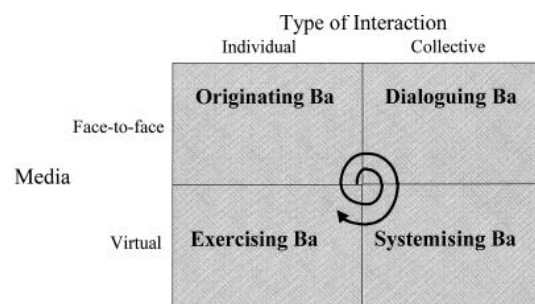 Type of Interaction
Individual Collective
Originating Ba Dialoguing Ba
Face-to-face
Media
Virtual Exercising Ba Systemising Ba